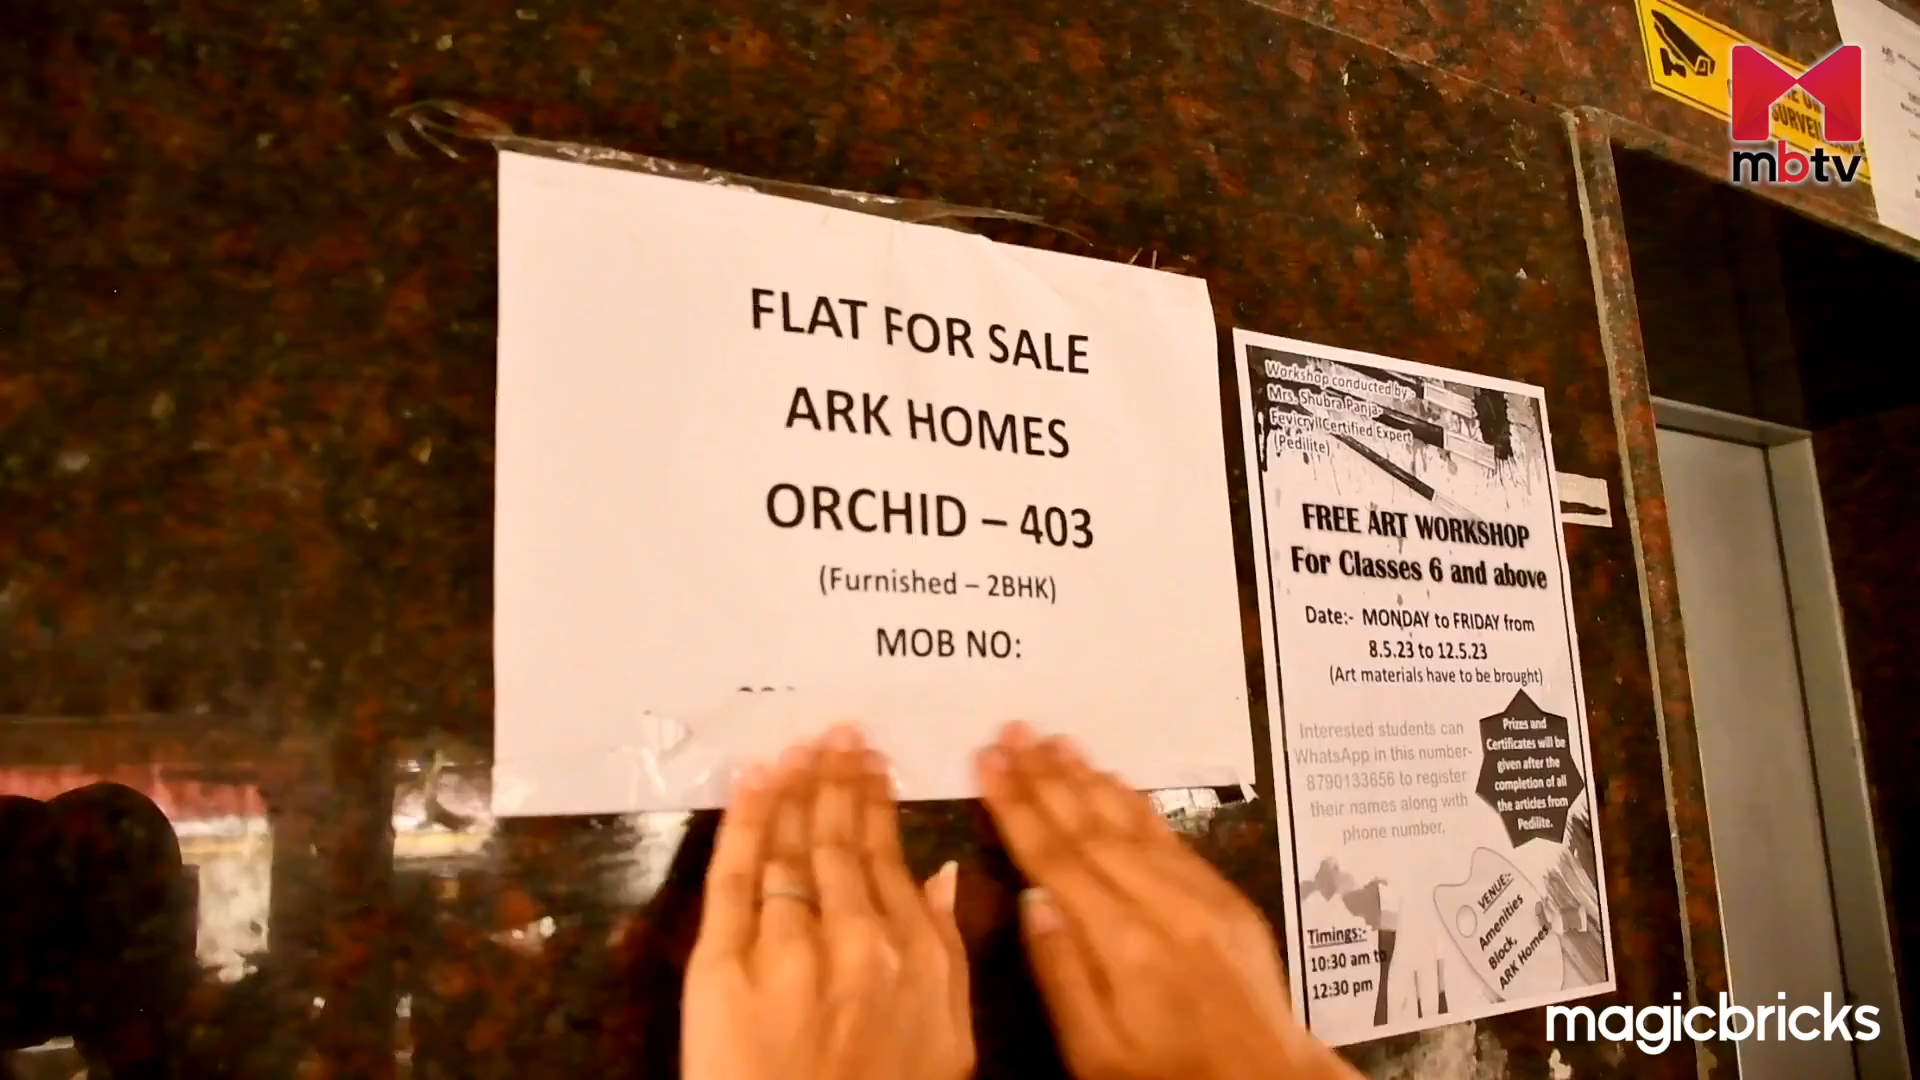 FLAT FOR SALE
ARK HOMES
ORCHID – 403
(Furnished – 2BHK)
MOB NO:
Workshop conducted by:-
Mrs. Shubra Panja-
Fevicryl Certified Expert
(Pedilite)
FREE ART WORKSHOP
For Classes 6 and above
Date:- MONDAY to FRIDAY from
8.5.23 to 12.5.23
(Art materials have to be brought)
Interested students can
WhatsApp in this number-
8790133656 to register
their names along with
phone number.
Prizes and
Certificates will be
given after the
completion of all
the articles from
Pedilite.
Timings:-
10:30 am to
12:30 pm
VENUE:-
Amenities
Block,
ARK Homes
SURVEI
mbtv
magicbricks